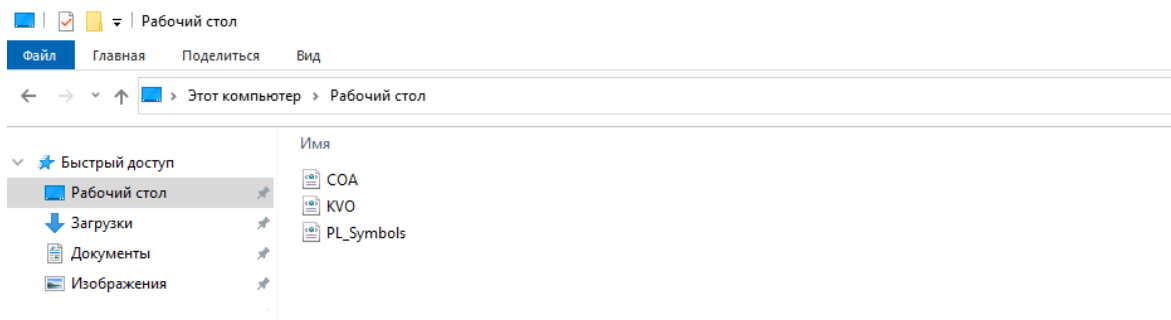 Рабочий стол
Файл Главная Поделиться Вид
Этот компьютер > Рабочий стол
Имя
Быстрый доступ
COA
Рабочий стол
KVO
Загрузки
PL_Symbols
Документы
Изображения